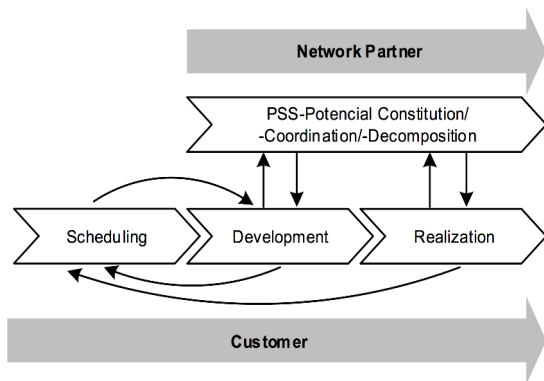 Network Partner
PSS-Potencial Constitution/
-Coordination/-Decomposition
Scheduling
Development
Realization
Customer